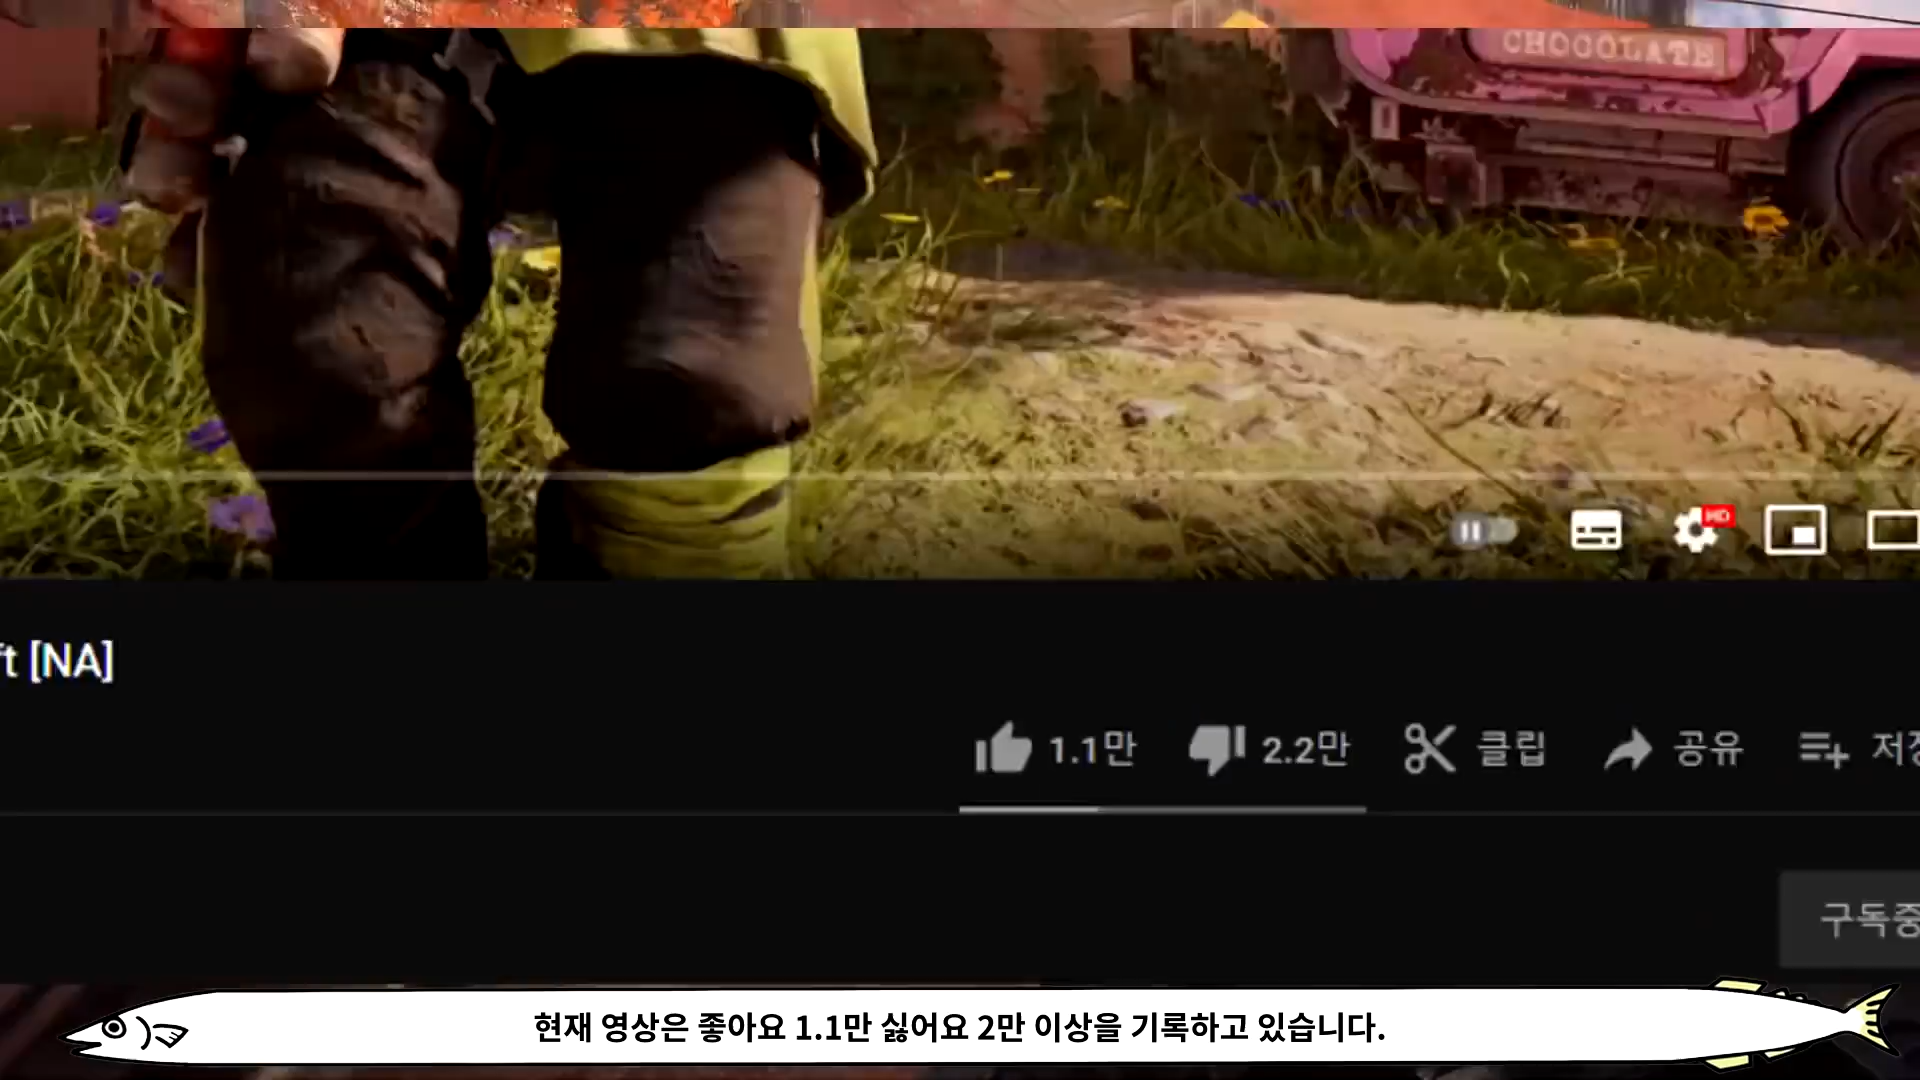 CHOCOLATE
HD
ft [NA]
1.1만 2.2만 클립 공유 저장
구독중
현재 영상은 좋아요 1.1만 싫어요 2만 이상을 기록하고 있습니다.